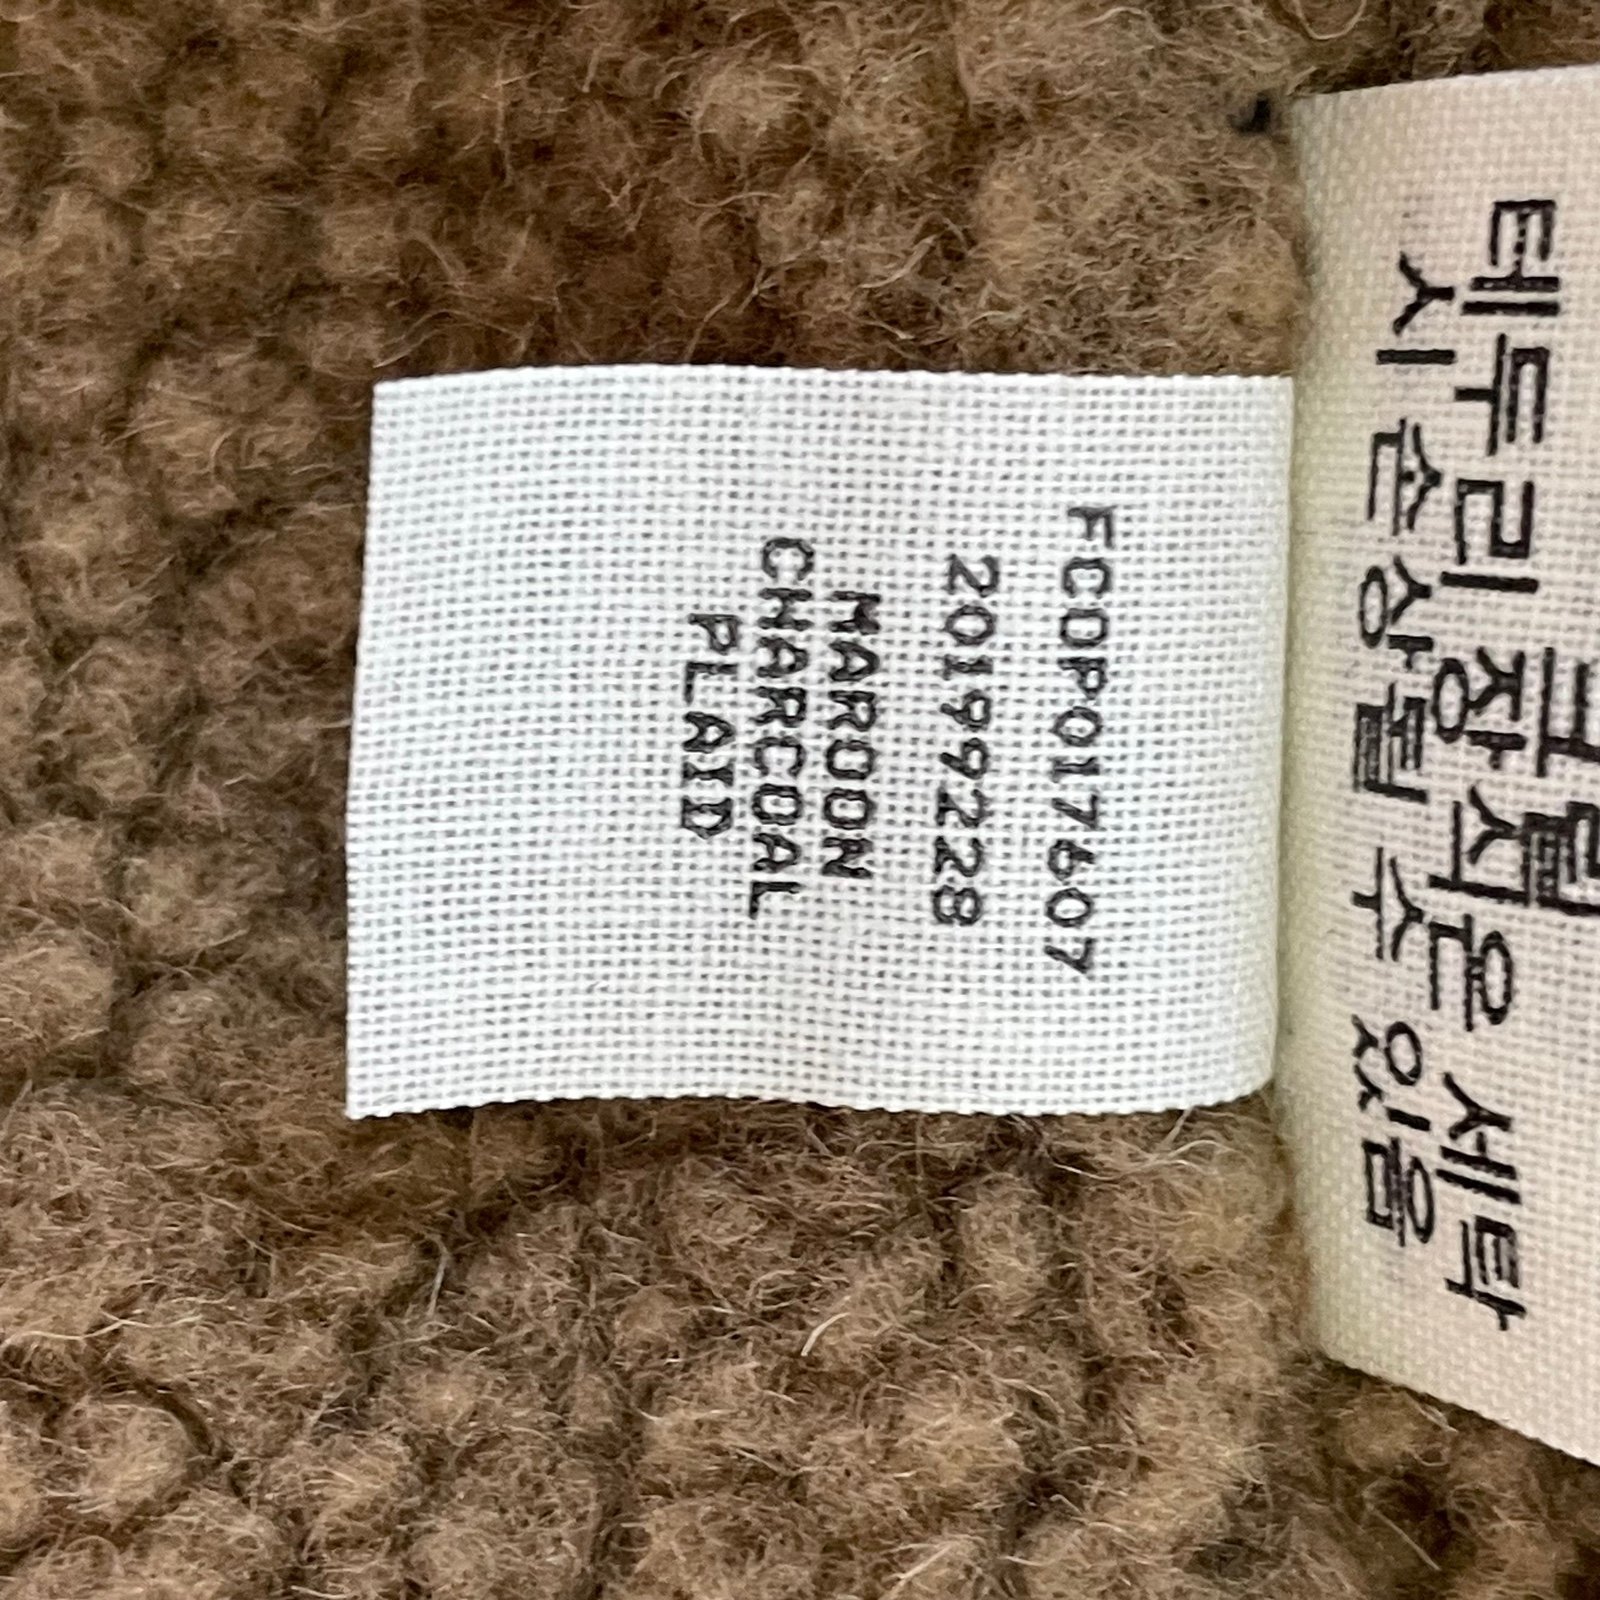 테두리 장식은 세탁
시 손상될 수 있음
FCDP017607
20199228
MAROON
CHARCOAL
PLAID